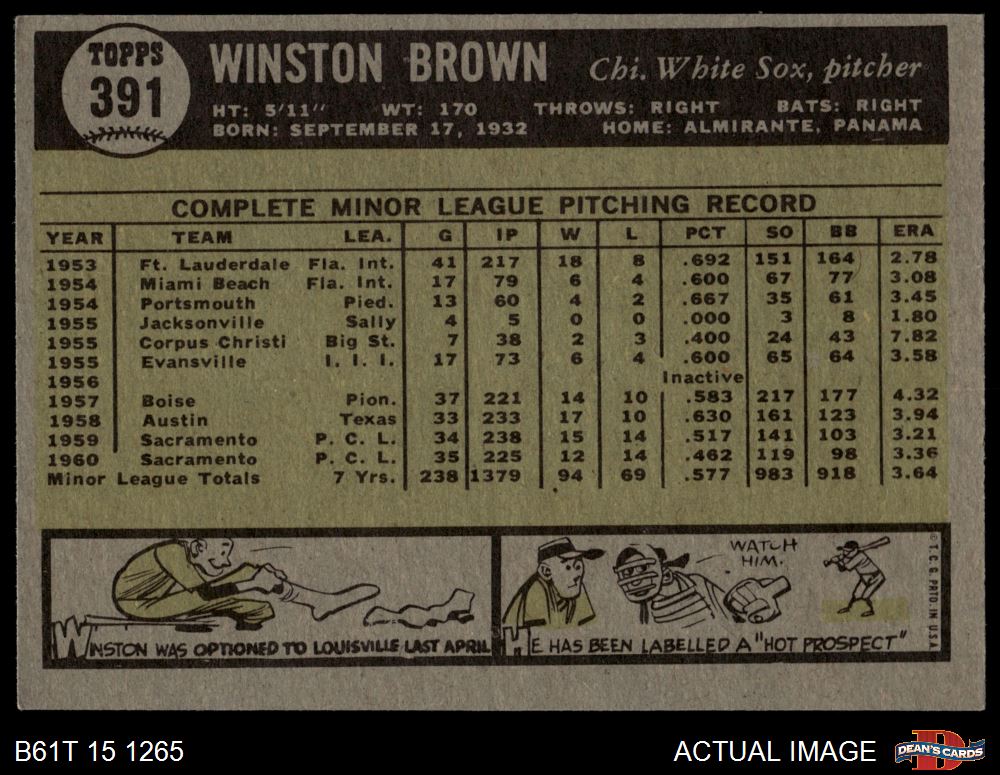 TOPPS
391
WINSTON BROWN Chi. White Sox, pitcher
HT: 5'11" WT: 170 THROWS: RIGHT BATS: RIGHT
BORN: SEPTEMBER 17, 1932 HOME: ALMIRANTE, PANAMA
COMPLETE MINOR LEAGUE PITCHING RECORD
YEAR TEAM LEA. G IP W L PCT SO BB ERA
1953 Ft. Lauderdale Fla. Int. 41 217 18 8 .692 151 164 2.78
1954 Miami Beach Fla. Int. 17 79 6 4 .600 67 77 3.08
1954 Portsmouth Pied. 13 60 4 2 .667 35 61 3.45
1955 Jacksonville Sally 4 5 0 0 .000 3 8 1.80
1955 Corpus Christi Big St. 7 38 2 3 .400 24 43 7.82
1955 Evansville I. I. I. 17 73 6 4 .600 65 64 3.58
1956 Inactive
1957 Boise Pion. 37 221 14 10 .583 217 177 4.32
1958 Austin Texas 33 233 17 10 .630 161 123 3.94
1959 Sacramento P. C. L. 34 238 15 14 .517 141 103 3.21
1960 Sacramento P. C. L. 35 225 12 14 .462 119 98 3.36
Minor League Totals 7 Yrs. 238 1379 94 69 .577 983 918 3.64
WINSTON WAS OPTIONED TO LOUISVILLE LAST APRIL
WATCH
HIM.
HE HAS BEEN LABELLED A "HOT PROSPECT"
© T. C. G. PRTD. IN U.S.A.
B61T 15 1265 ACTUAL IMAGE
D
DEAN'S CARDS